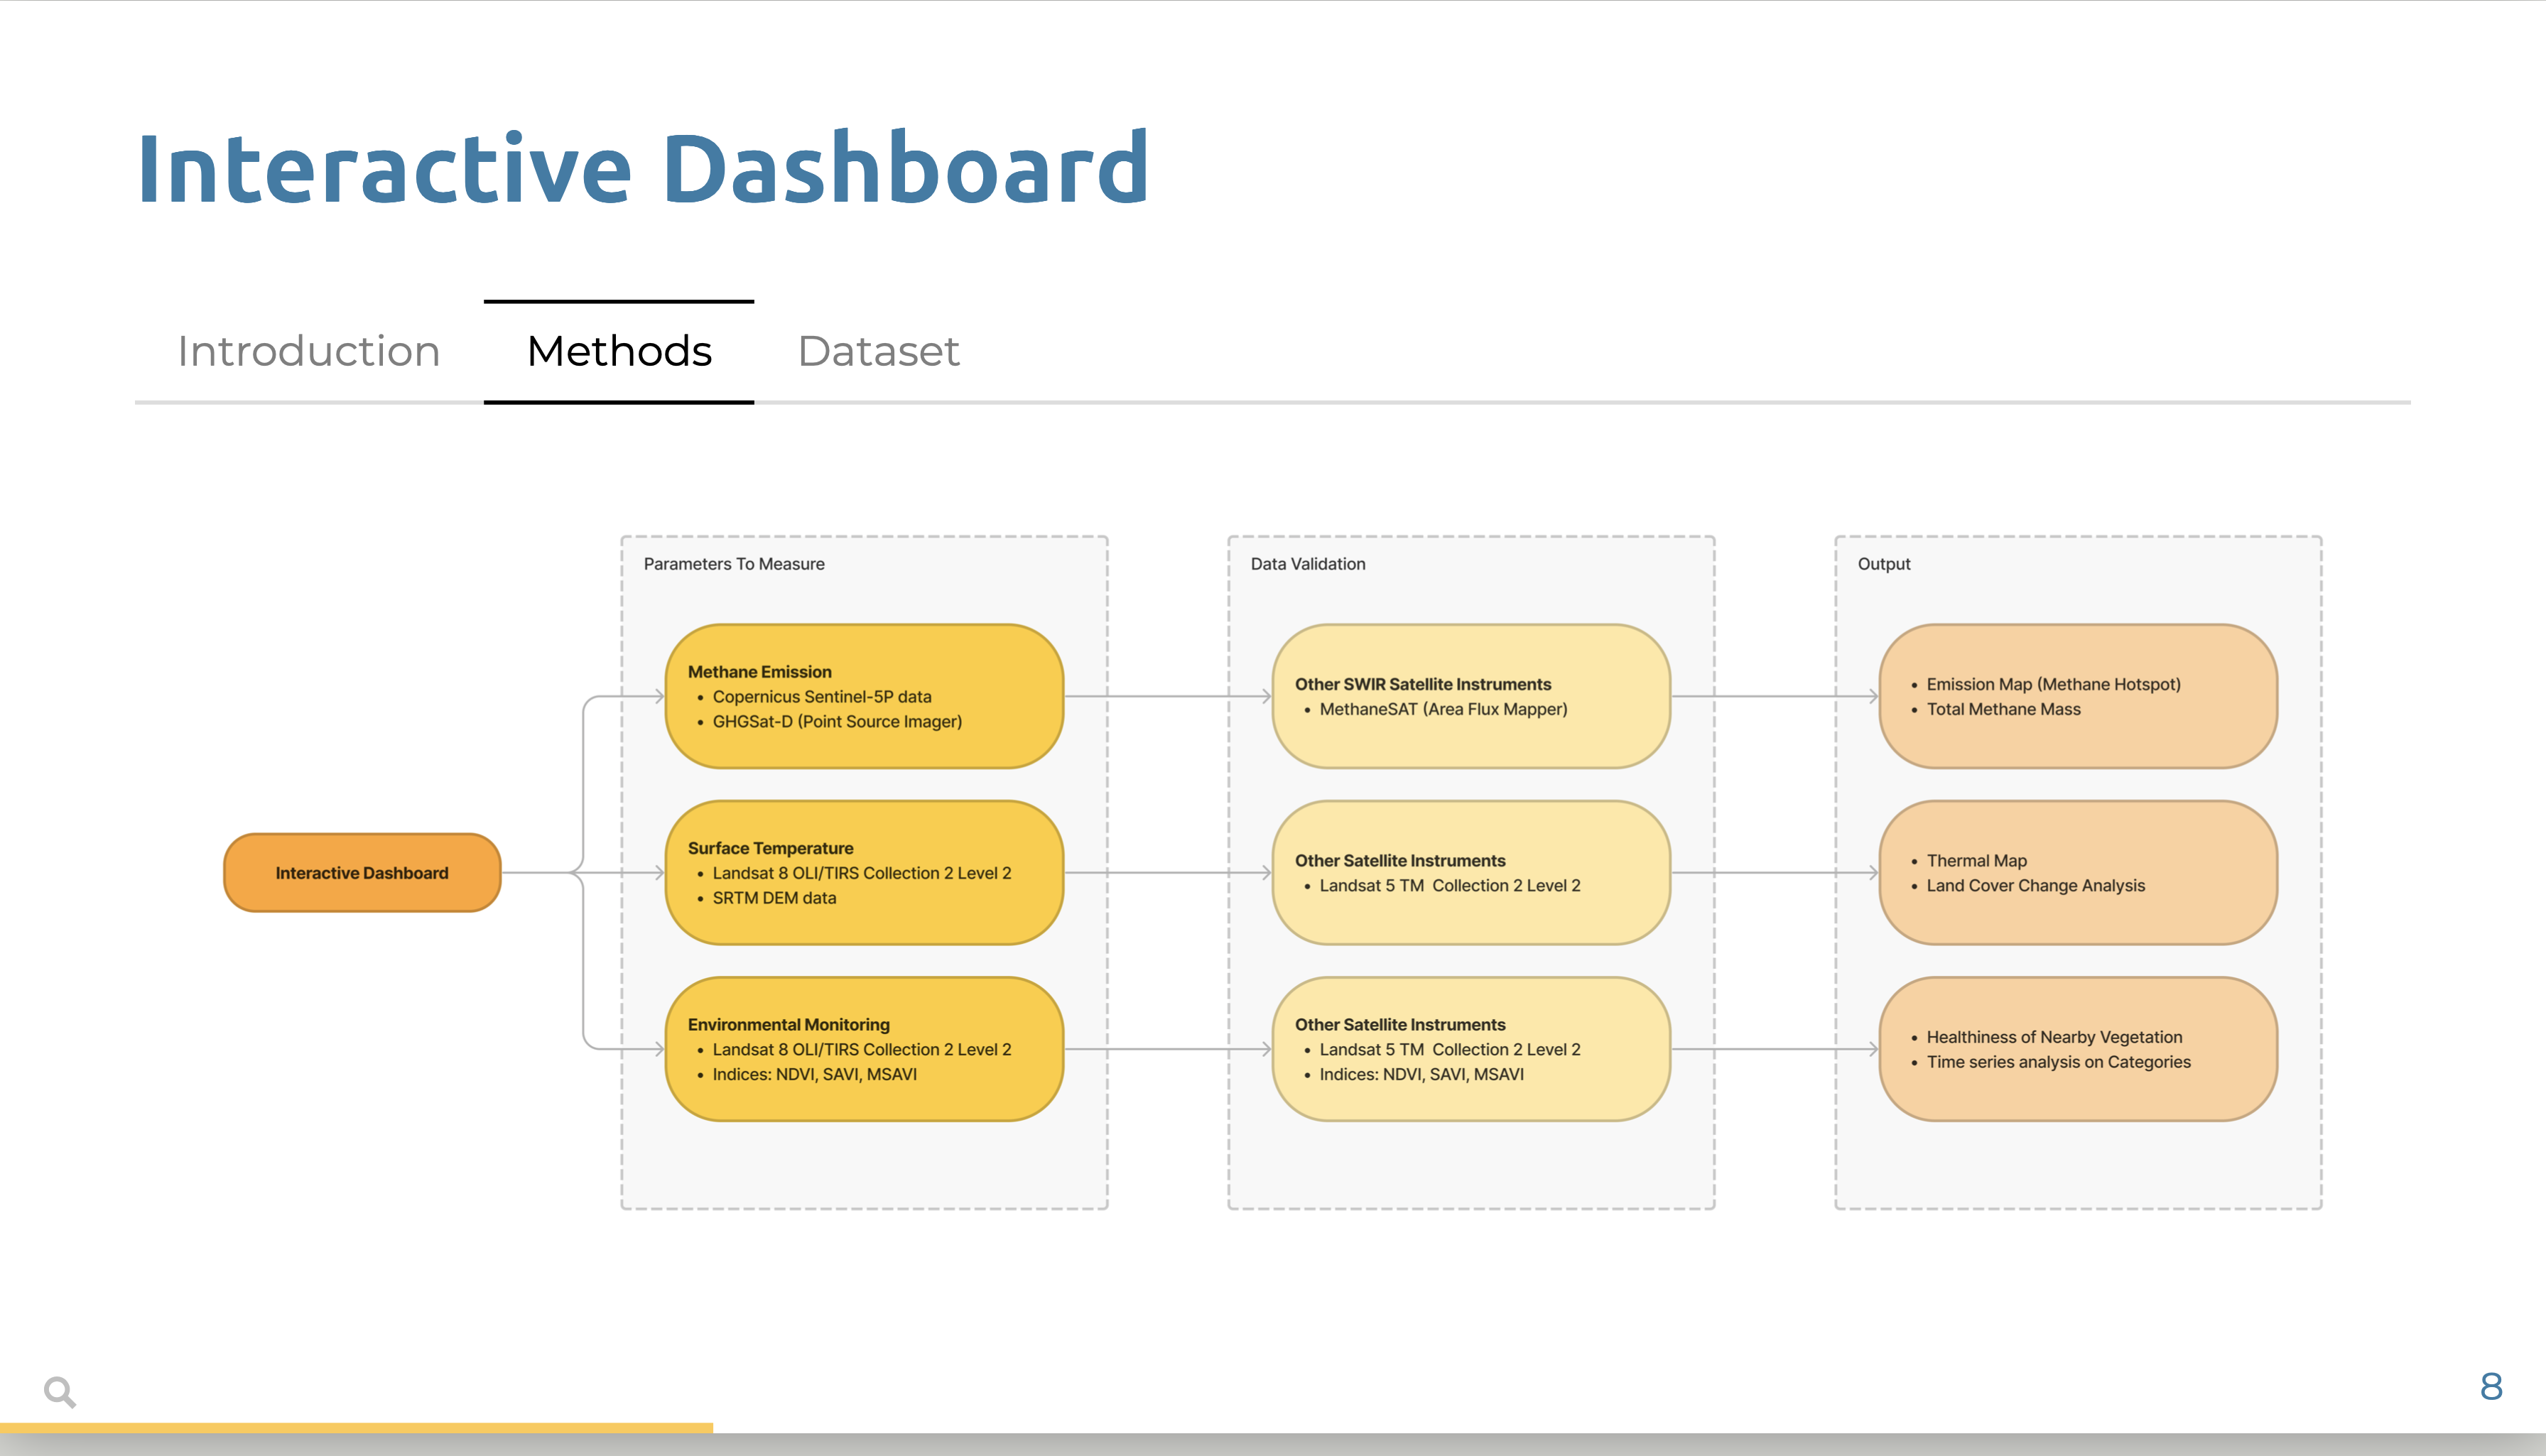 Interactive Dashboard
Introduction
Methods
Dataset
Interactive Dashboard
Parameters To Measure
Methane Emission
• Copernicus Sentinel-5P data
• GHGSat-D (Point Source Imager)
Surface Temperature
• Landsat 8 OLI/TIRS Collection 2 Level 2
• SRTM DEM data
Environmental Monitoring
• Landsat 8 OLI/TIRS Collection 2 Level 2
• Indices: NDVI, SAVI, MSAVI
Data Validation
Other SWIR Satellite Instruments
• MethaneSAT (Area Flux Mapper)
Other Satellite Instruments
• Landsat 5 TM  Collection 2 Level 2
Other Satellite Instruments
• Landsat 5 TM  Collection 2 Level 2
• Indices: NDVI, SAVI, MSAVI
Output
• Emission Map (Methane Hotspot)
• Total Methane Mass
• Thermal Map
• Land Cover Change Analysis
• Healthiness of Nearby Vegetation
• Time series analysis on Categories
8